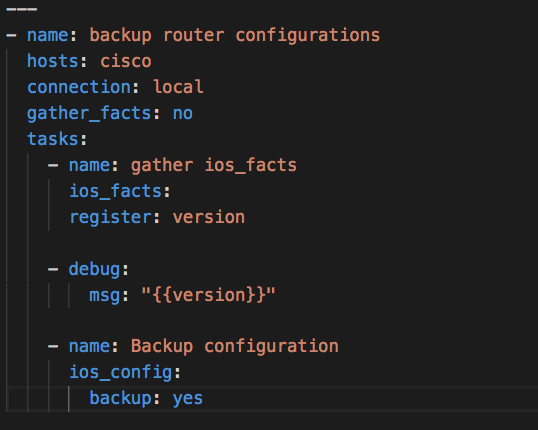 ---
- name: backup router configurations
  hosts: cisco
  connection: local
  gather_facts: no
  tasks:
    - name: gather ios_facts
      ios_facts:
      register: version

    - debug:
        msg: "{{version}}"

    - name: Backup configuration
      ios_config:
        backup: yes